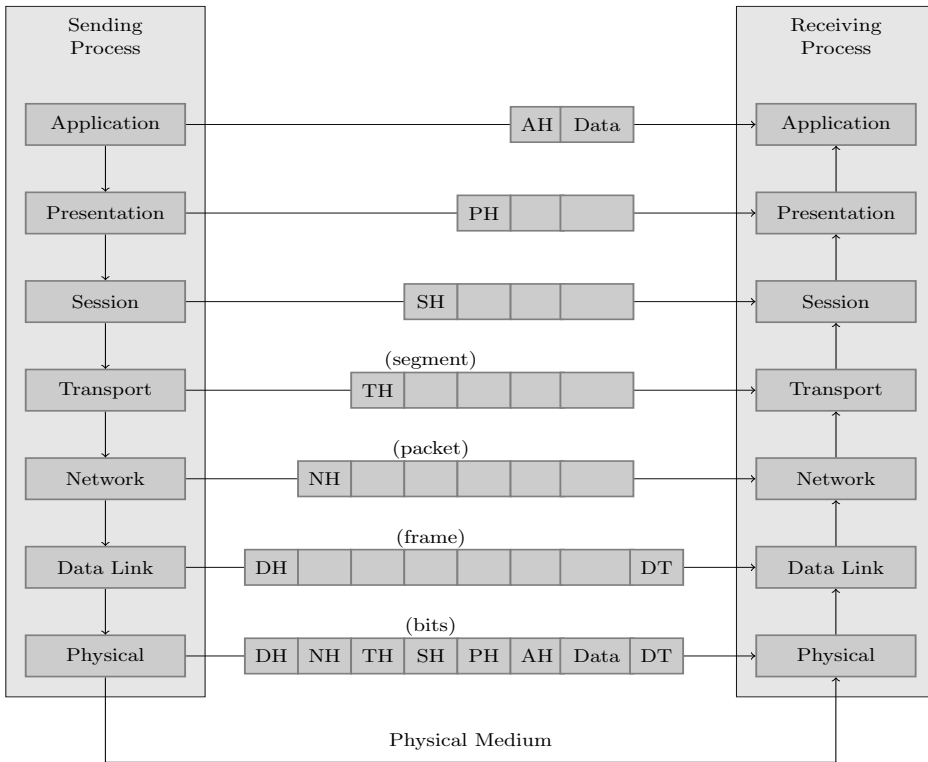 Sending
Process
Receiving
Process
Application AH Data Application
Presentation PH Presentation
Session SH Session
(segment)
Transport TH Transport
(packet)
Network NH Network
(frame)
Data Link DH DT Data Link
(bits)
Physical DH NH TH SH PH AH Data DT Physical
Physical Medium